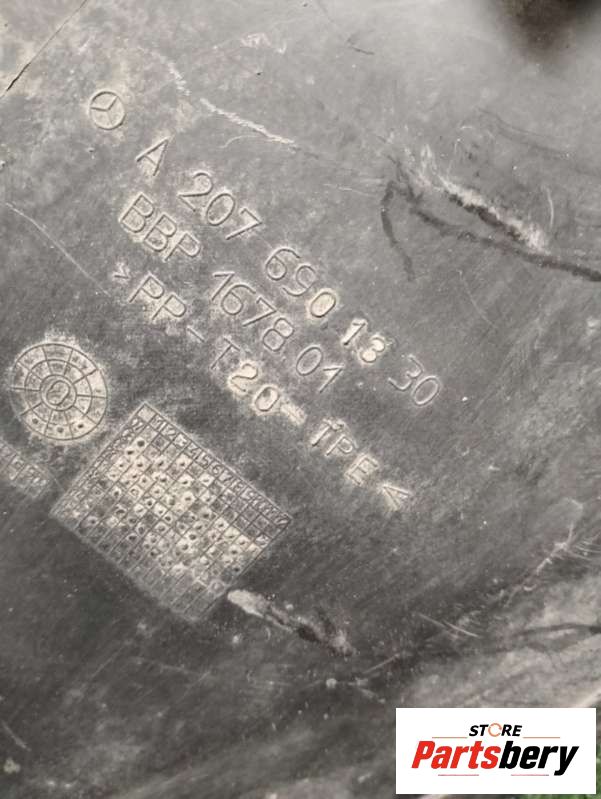 A 207 690 13 30
BBP 1678.01
>PP-T20-TPE<
STORE
Partsbery